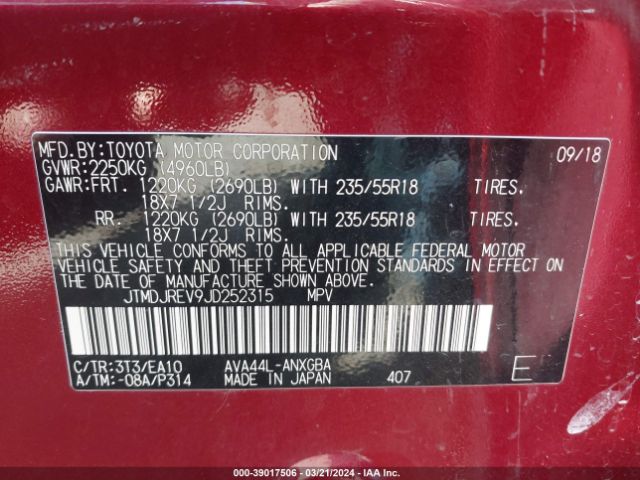 MFD.BY:TOYOTA MOTOR CORPORATION 09/18
GVWR:2250KG (4960LB)
GAWR:FRT. 1220KG (2690LB) WITH 235/55R18 TIRES.
18X7 1/2J RIMS.
RR. 1220KG (2690LB) WITH 235/55R18 TIRES.
18X7 1/2J RIMS.
THIS VEHICLE CONFORMS TO ALL APPLICABLE FEDERAL MOTOR
VEHICLE SAFETY AND THEFT PREVENTION STANDARDS IN EFFECT ON
THE DATE OF MANUFACTURE SHOWN ABOVE.
JTMDJREV9JD252315 MPV
C/TR:3T3/EA10 AVA44L-ANXGBA
A/TM:-08A/P314 MADE IN JAPAN 407 E
000-39017506 — 03/21/2024 — IAA, LLC